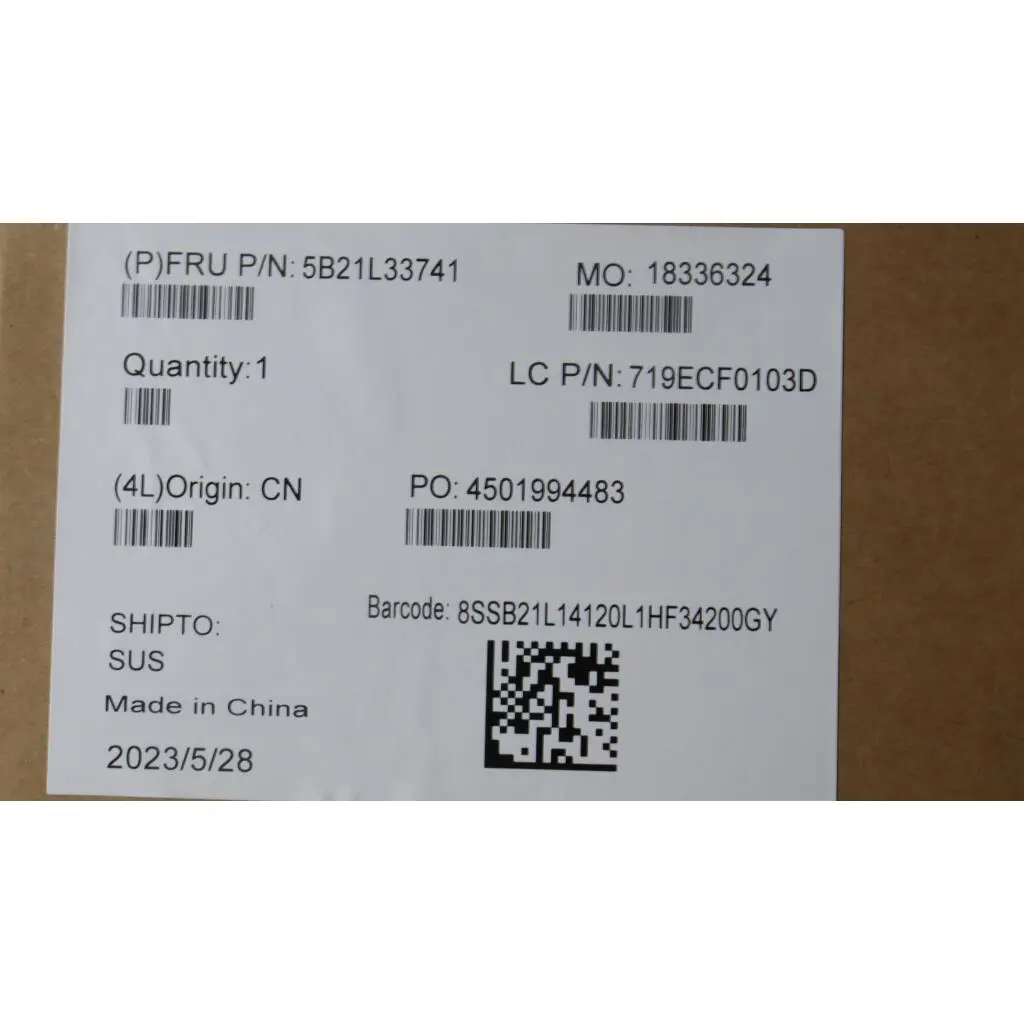 (P)FRU P/N: 5B21L33741
MO: 18336324
Quantity:1
LC P/N: 719ECF0103D
(4L)Origin: CN
PO: 4501994483
Barcode: 8SSB21L14120L1HF34200GY
SHIPTO:
SUS
Made in China
2023/5/28